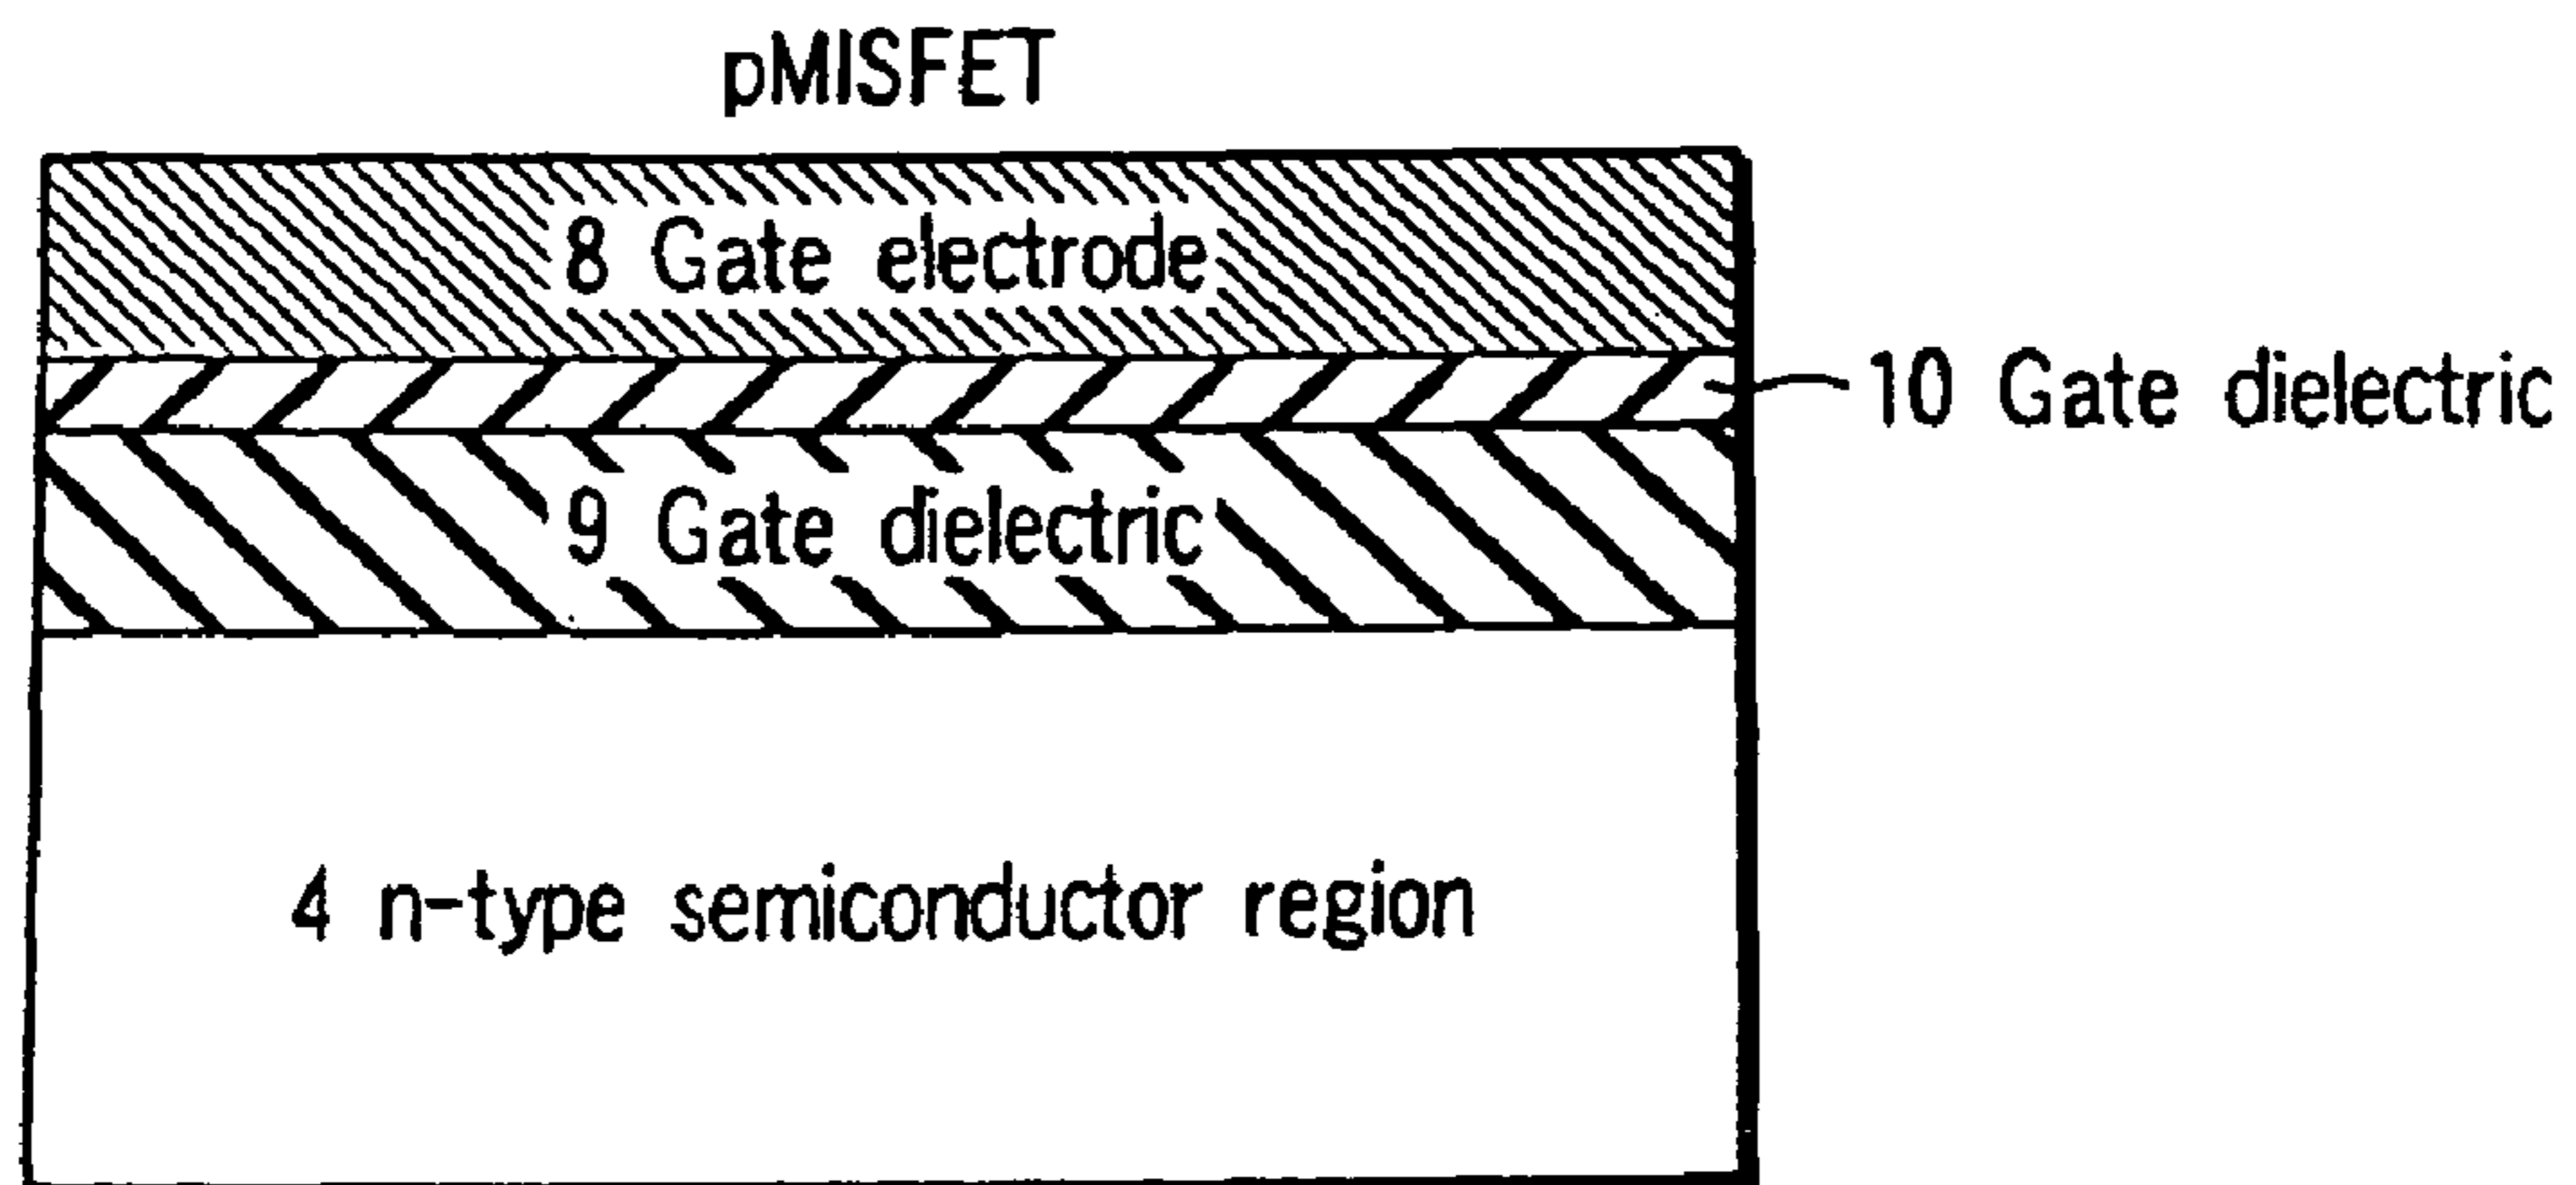 pMISFET
8 Gate electrode
10 Gate dielectric
9 Gate dielectric
4 n-type semiconductor region